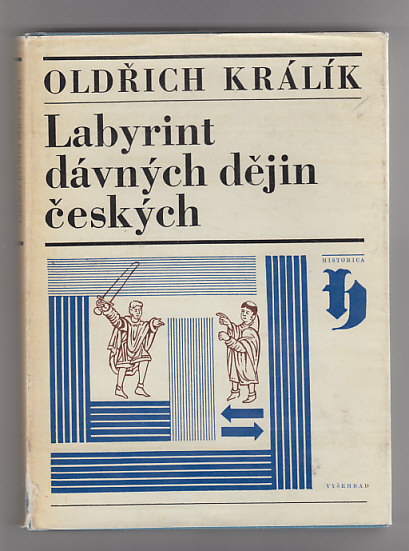 OLDŘICH KRÁLÍK
Labyrint
dávných dějin
českých
HISTORICA
h
VYŠEHRAD